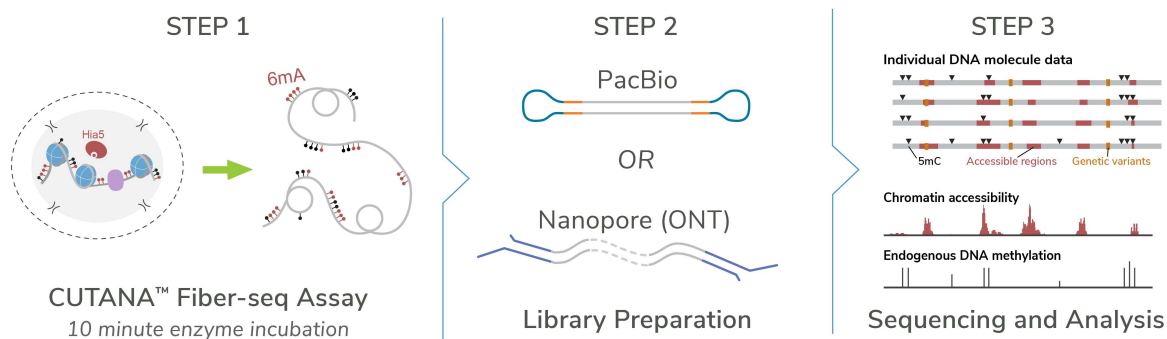 STEP 1
6mA
Hia5
CUTANA™ Fiber-seq Assay
10 minute enzyme incubation
STEP 2
PacBio
OR
Nanopore (ONT)
Library Preparation
STEP 3
Individual DNA molecule data
5mC
Accessible regions
Genetic variants
Chromatin accessibility
Endogenous DNA methylation
Sequencing and Analysis